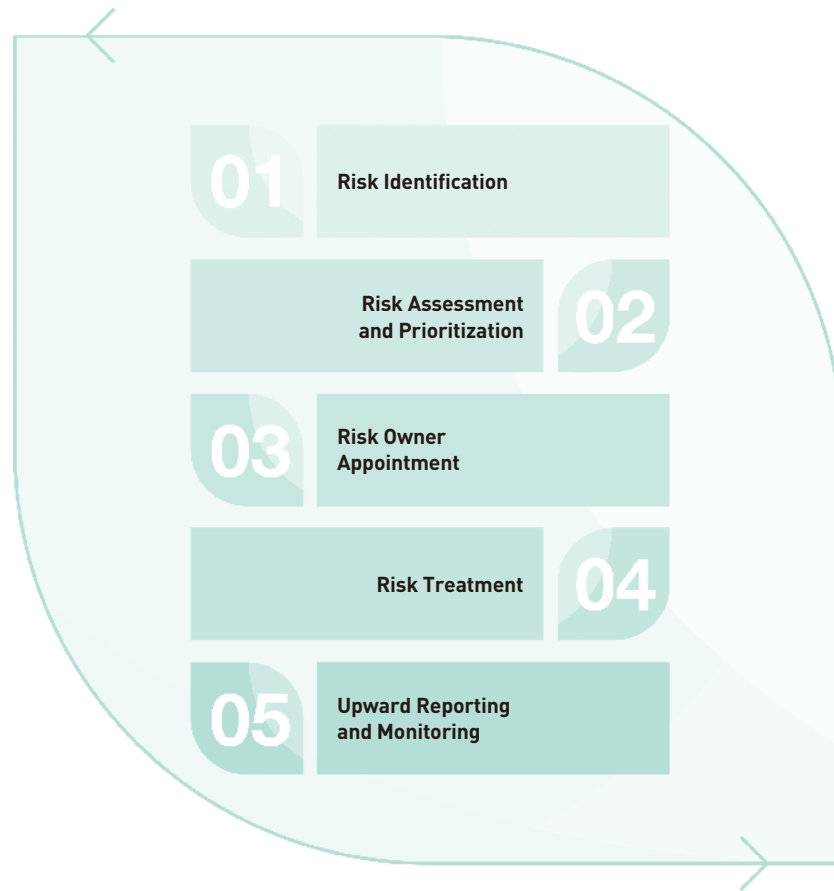 01
Risk Identification
Risk Assessment
and Prioritization
02
03
Risk Owner
Appointment
Risk Treatment
04
05
Upward Reporting
and Monitoring